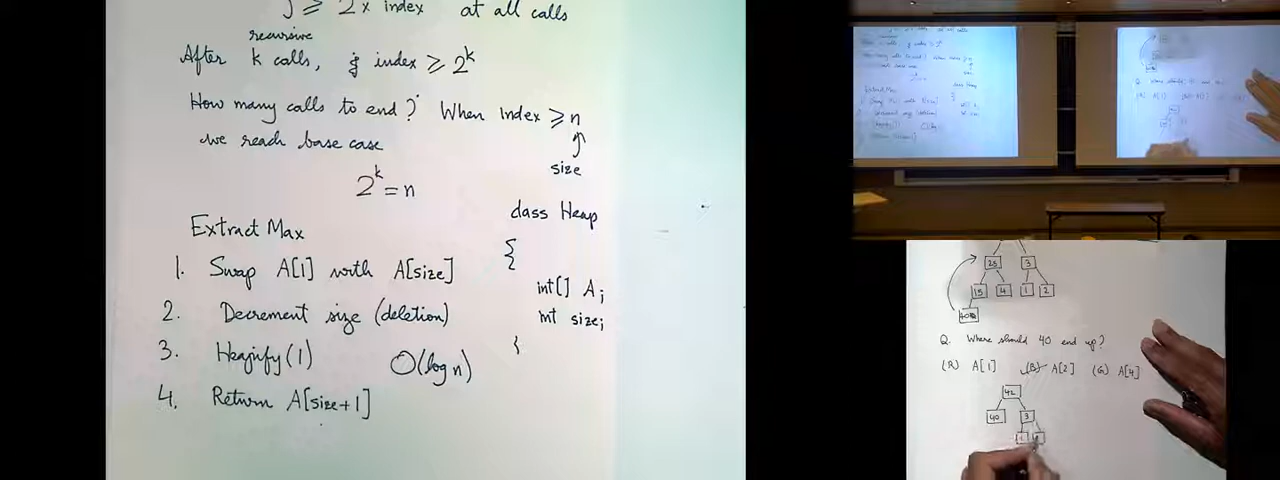 j ⩾ 2 x index at all calls
recursive
After k calls, index ⩾ 2^k
How many calls to end? When index ⩾ n
we reach base case
size
2^k = n
class Heap
Extract Max
{
1. Swap A[1] with A[size]
int[] A;
2. Decrement size (deletion)
int size;
3. Heapify(1) O(log n)
}
4. Return A[size+1]
25 3
15 4 1 2
40
Q. Where should 40 end up?
(R) A[1] (B) A[2] (G) A[4]
42
40 3
1